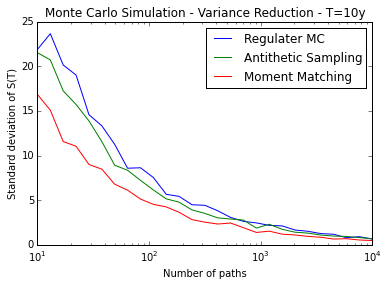 Monte Carlo Simulation - Variance Reduction - T=10y
Regulater MC
Antithetic Sampling
Moment Matching
Standard deviation of S(T)
25
20
15
10
5
0
10¹ 10² 10³ 10⁴
Number of paths